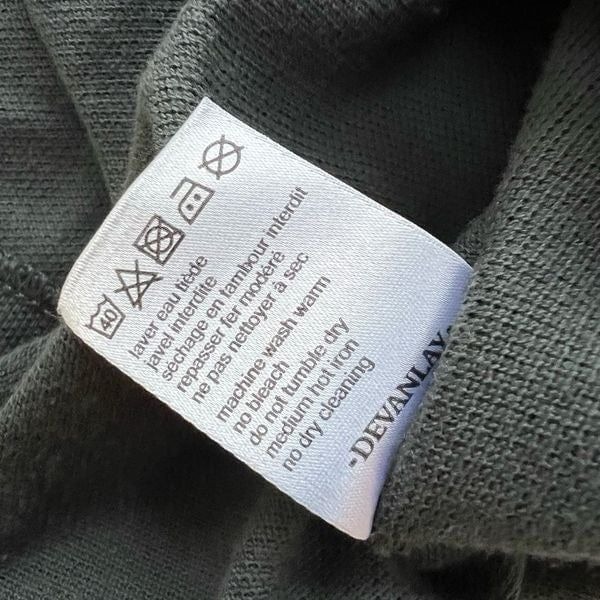 40
laver eau tiède
javel interdite
sechage en tambour interdit
repasser fer modéré
ne pas nettoyer à sec
machine wash warm
no bleach
do not tumble dry
medium hot iron
no dry cleaning
-DEVANLAY-